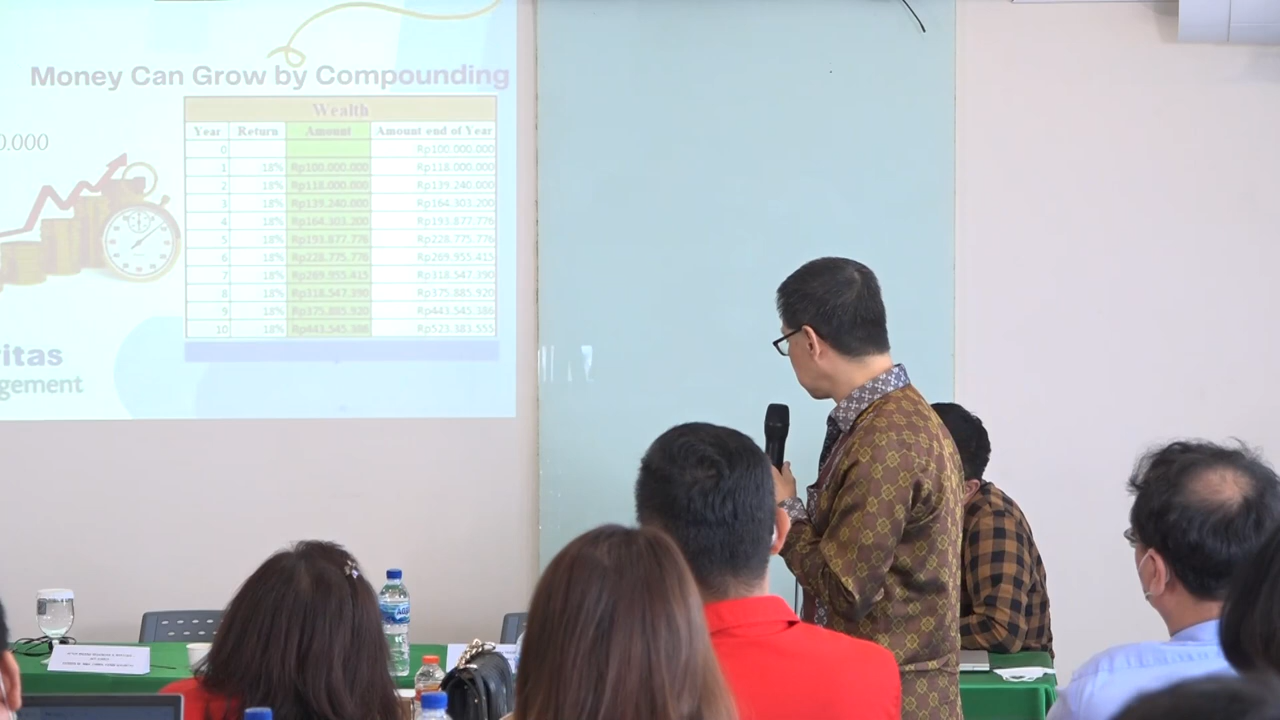 Money Can Grow by Compounding
0.000
Wealth
Year Return Amount Amount end of Year
0 Rp100.000.000
1 18% Rp100.000.000 Rp118.000.000
2 18% Rp118.000.000 Rp139.240.000
3 18% Rp139.240.000 Rp164.303.200
4 18% Rp164.303.200 Rp193.877.776
5 18% Rp193.877.776 Rp228.775.776
6 18% Rp228.775.776 Rp269.955.415
7 18% Rp269.955.415 Rp318.547.390
8 18% Rp318.547.390 Rp375.885.920
9 18% Rp375.885.920 Rp443.545.386
10 18% Rp443.545.386 Rp523.383.555
itas
gement